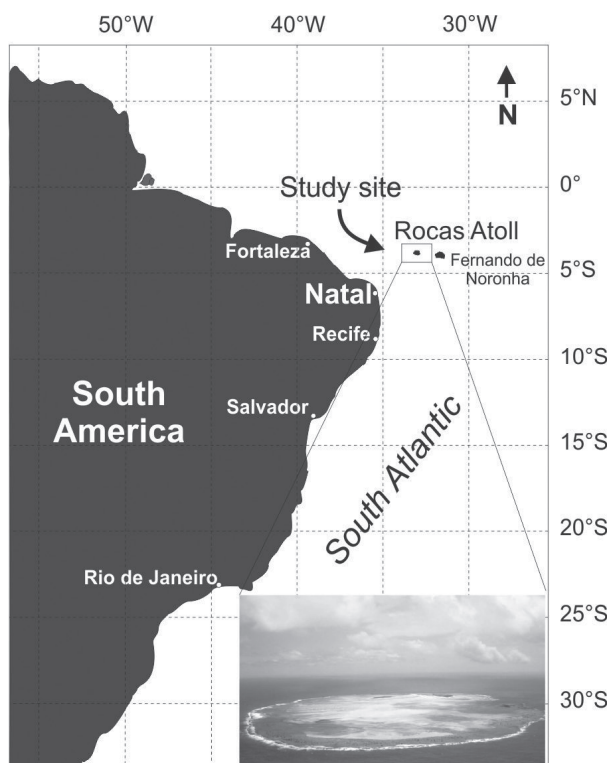 50°W 40°W 30°W
5°N
N
0°
Study site
Rocas Atoll
Fortaleza
Fernando de
Noronha
5°S
Natal
Recife
10°S
South
America
Salvador
South Atlantic
15°S
20°S
Rio de Janeiro
25°S
30°S